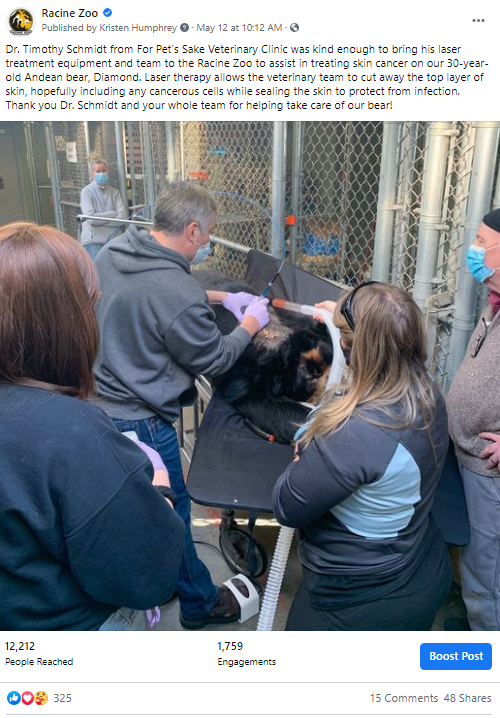 Racine Zoo
Published by Kristen Humphrey · May 12 at 10:12 AM ·
Dr. Timothy Schmidt from For Pet's Sake Veterinary Clinic was kind enough to bring his laser
treatment equipment and team to the Racine Zoo to assist in treating skin cancer on our 30-year-
old Andean bear, Diamond. Laser therapy allows the veterinary team to cut away the top layer of
skin, hopefully including any cancerous cells while sealing the skin to protect from infection.
Thank you Dr. Schmidt and your whole team for helping take care of our bear!
12,212
People Reached
1,759
Engagements
Boost Post
325
15 Comments 48 Shares